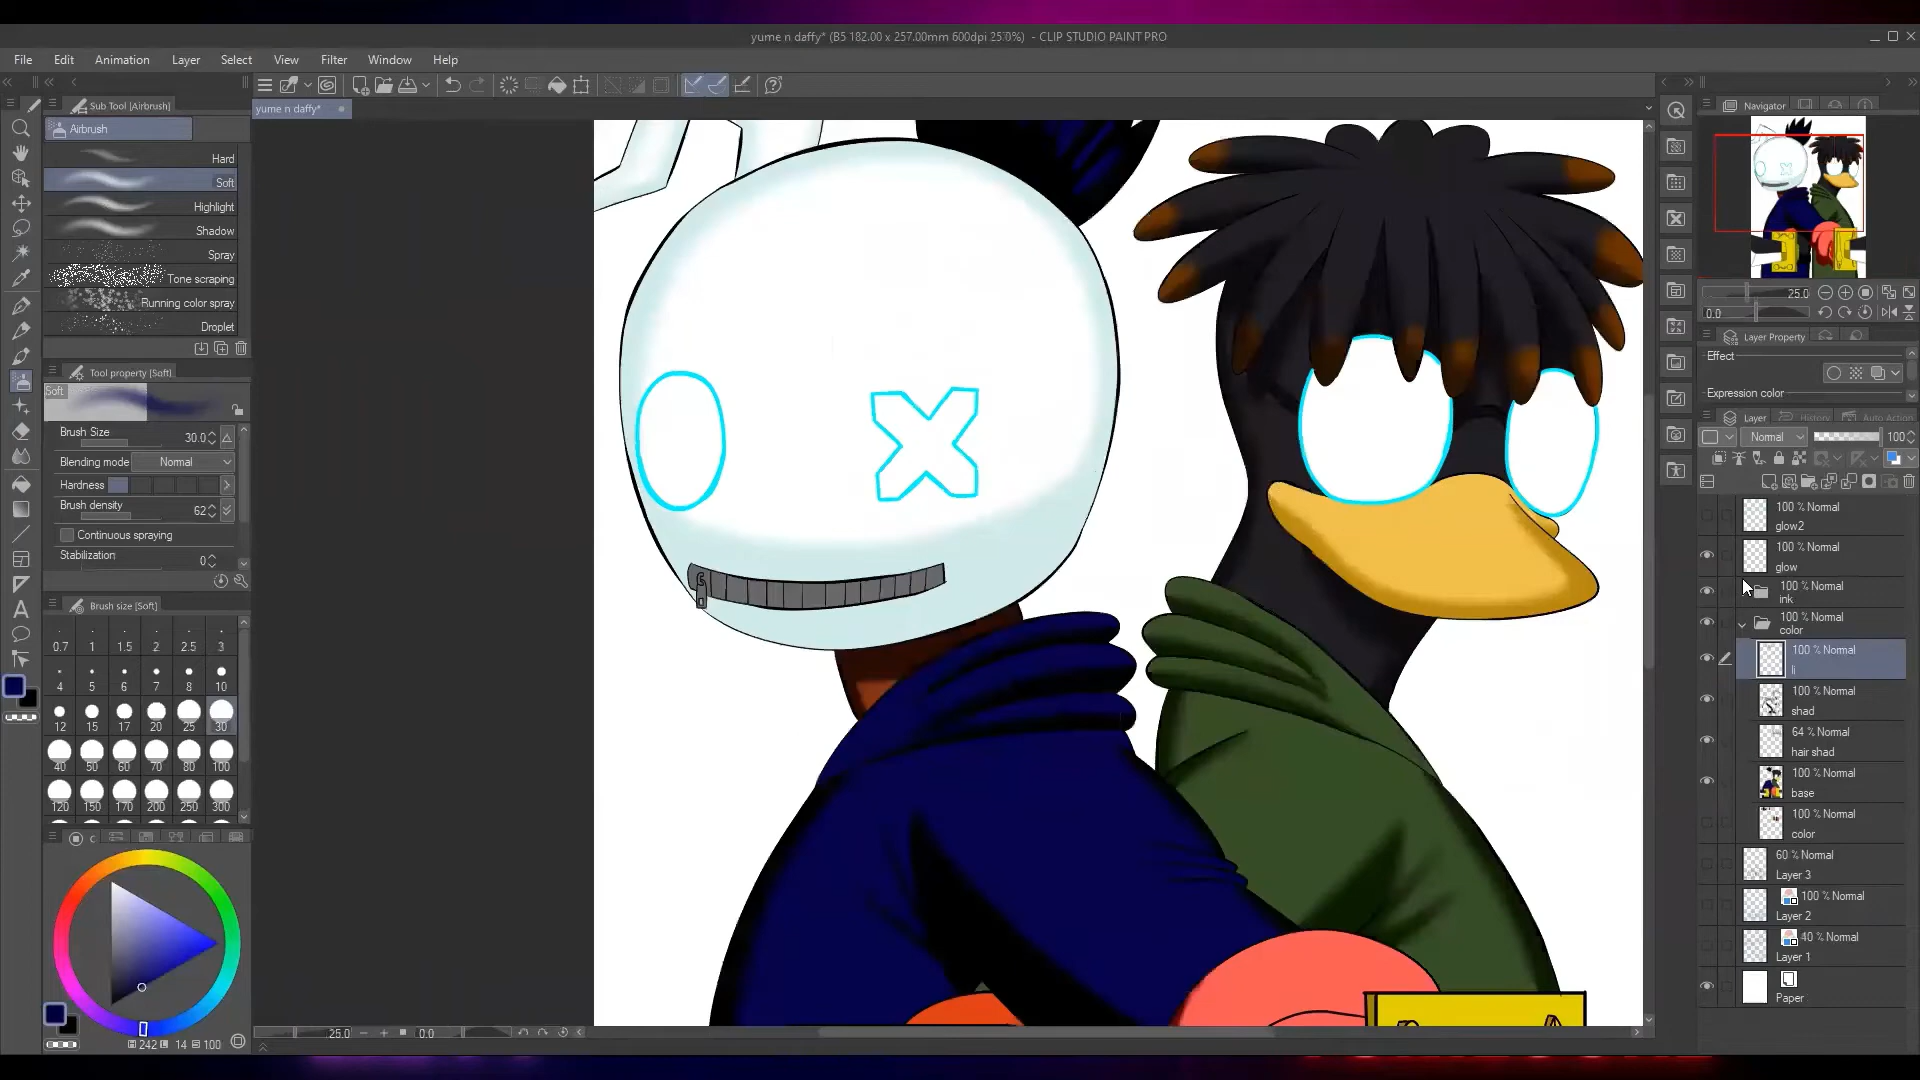 yume n daffy* (B5 182.00 x 257.00mm 600dpi 25.0%) - CLIP STUDIO PAINT PRO
File Edit Animation Layer Select View Filter Window Help
Sub Tool [Airbrush]
yume n daffy*
Navigator
Airbrush
Hard
Soft
Highlight
Shadow
Spray
Tone scraping
Running color spray
Droplet
25.0
0.0
Layer Property
Effect
Expression color
Tool property [Soft]
Soft
Brush Size 30.0
Blending mode Normal
Hardness
Brush density 62
Continuous spraying
Stabilization 0
Layer History Auto Action
Normal 100
100 % Normal
glow2
100 % Normal
glow
100 % Normal
ink
100 % Normal
color
100 % Normal
li
100 % Normal
shad
64 % Normal
hair shad
100 % Normal
base
100 % Normal
color
60 % Normal
Layer 3
100 % Normal
Layer 2
40 % Normal
Layer 1
Paper
Brush size [Soft]
0.7 1 1.5 2 2.5 3
4 5 6 7 8 10
12 15 17 20 25 30
40 50 60 70 80 100
120 150 170 200 250 300
C
242 14 100
25.0 0.0